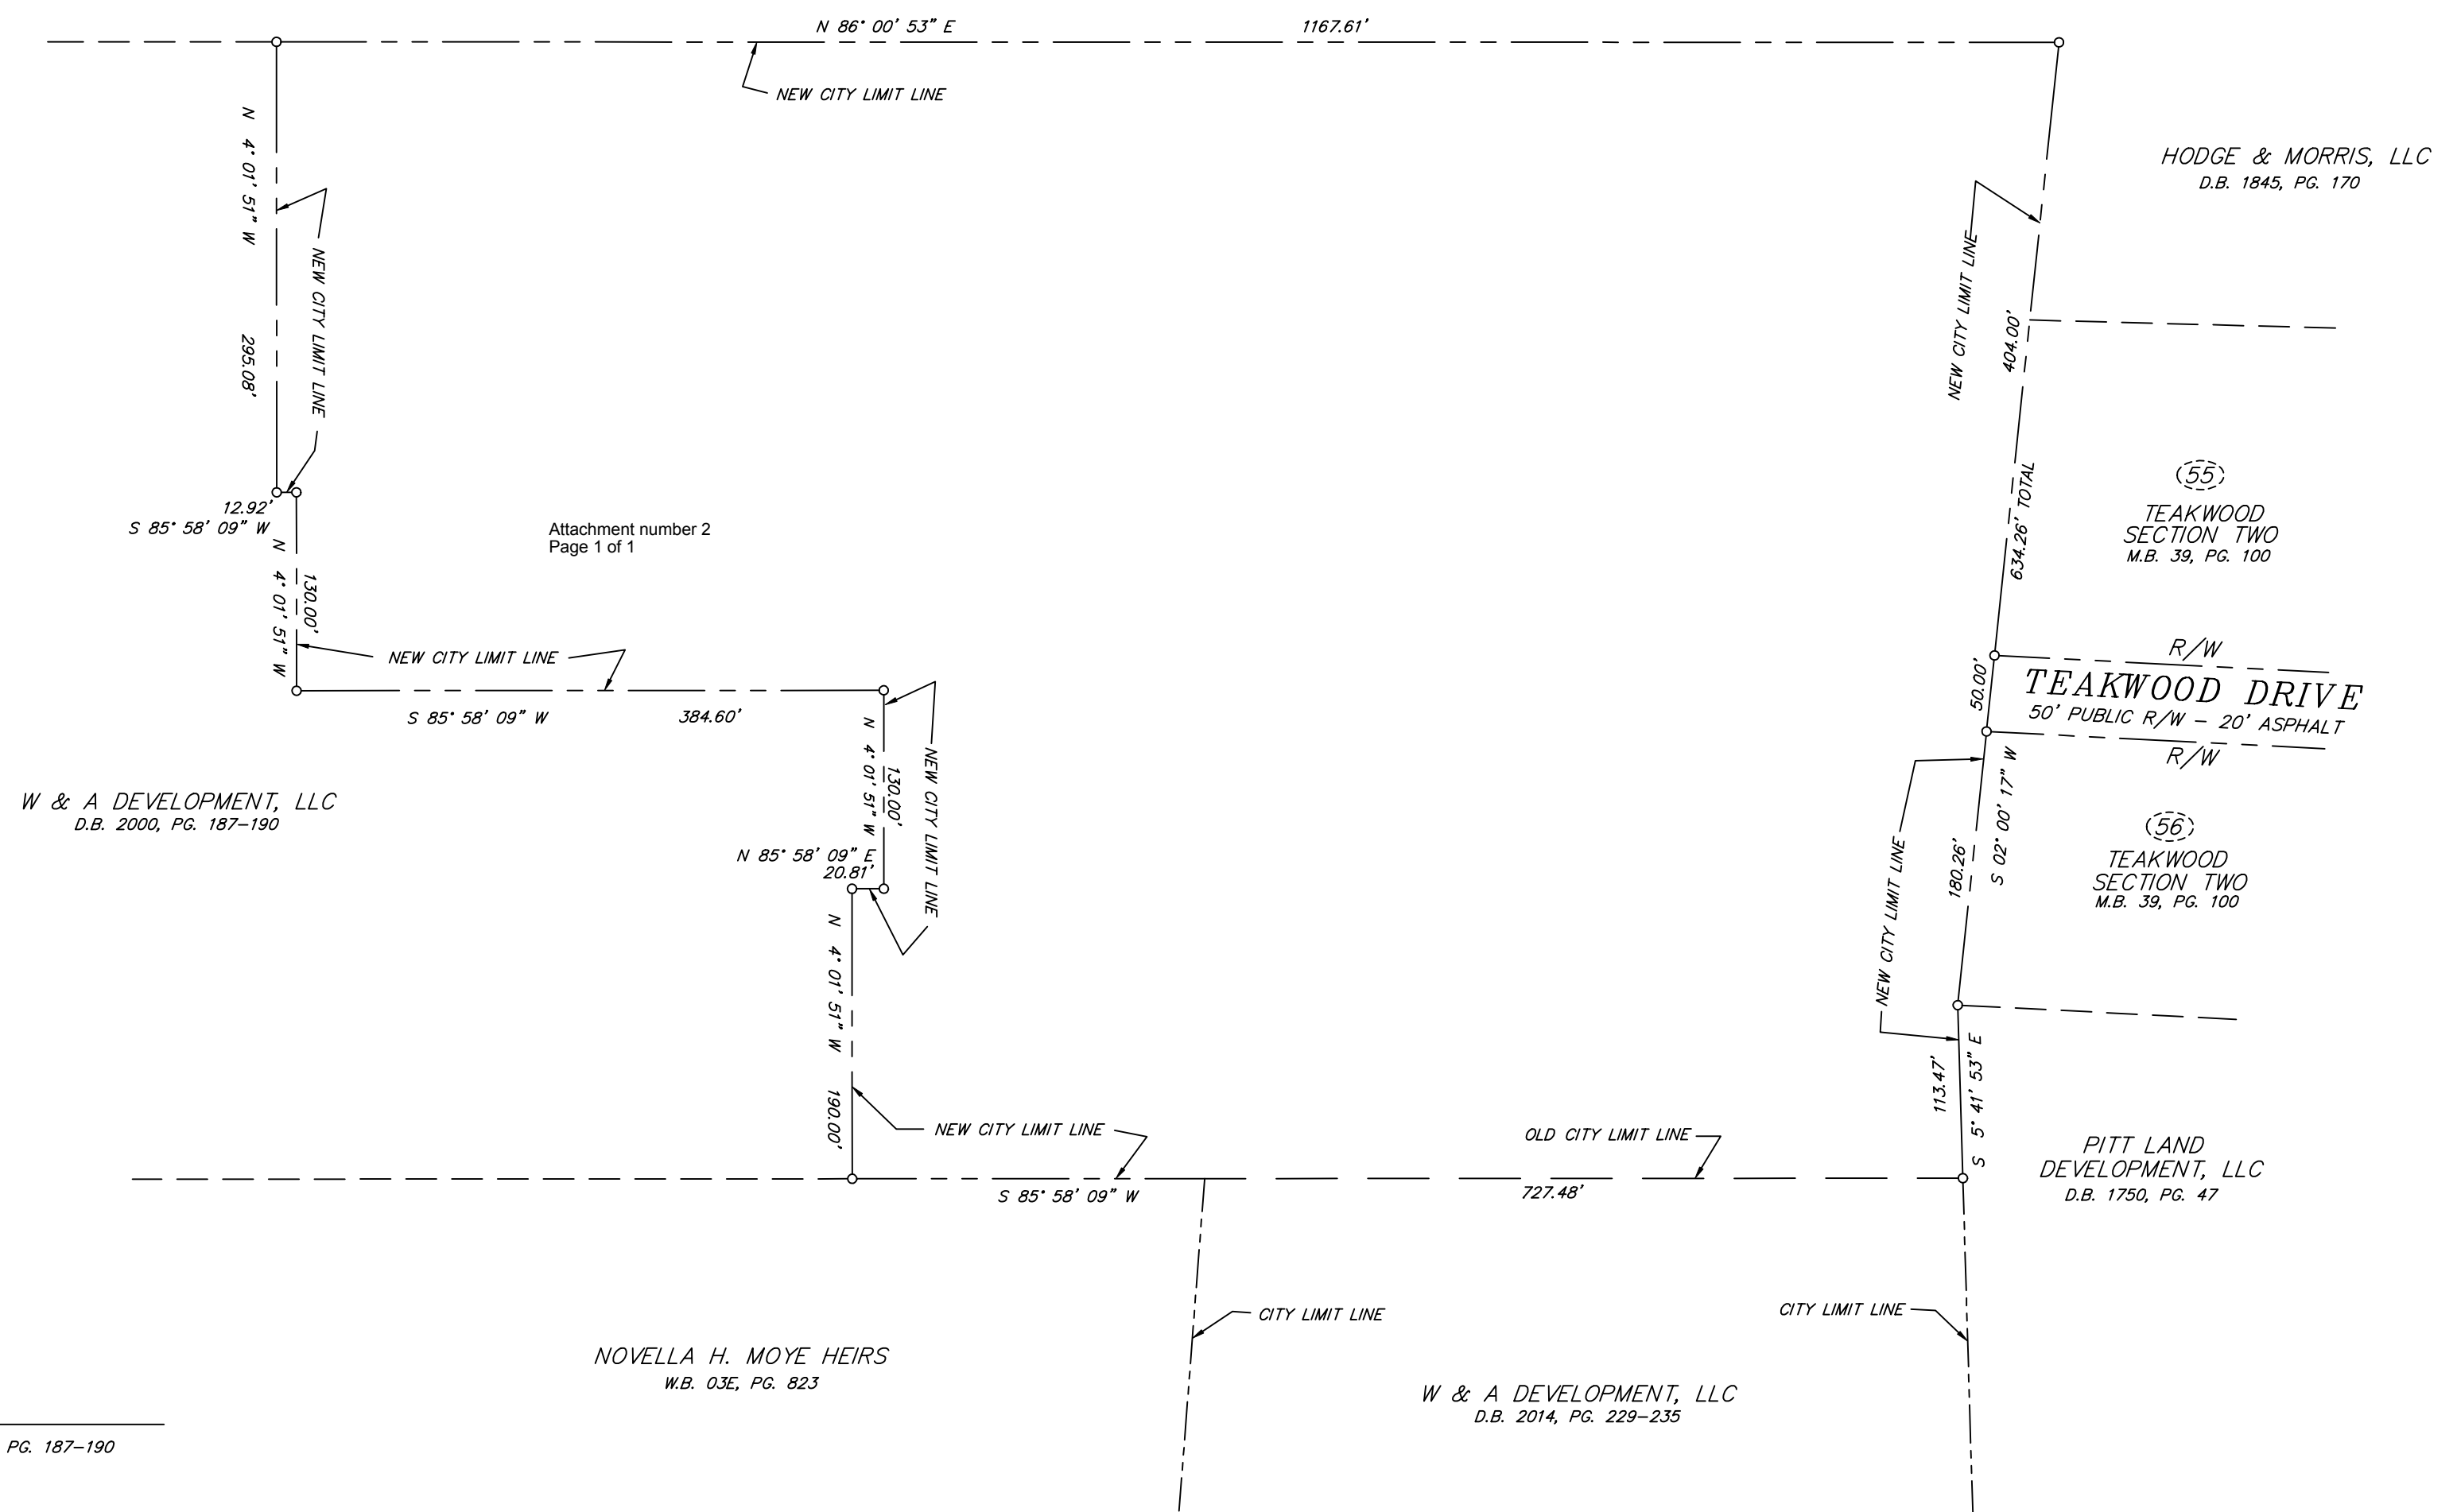 N 86° 00' 53" E 1167.61'
NEW CITY LIMIT LINE
N 4° 01' 51" W 295.08'
NEW CITY LIMIT LINE
HODGE & MORRIS, LLC
D.B. 1845, PG. 170
NEW CITY LIMIT LINE
404.00'
634.26' TOTAL
12.92'
S 85° 58' 09" W
N 4° 01' 51" W
130.00'
Attachment number 2
Page 1 of 1
55
TEAKWOOD
SECTION TWO
M.B. 39, PG. 100
NEW CITY LIMIT LINE
S 85° 58' 09" W 384.60'
R/W
50.00'
TEAKWOOD DRIVE
50' PUBLIC R/W - 20' ASPHALT
R/W
N 4° 01' 51" W
130.00'
NEW CITY LIMIT LINE
W & A DEVELOPMENT, LLC
D.B. 2000, PG. 187-190
N 85° 58' 09" E
20.81'
NEW CITY LIMIT LINE
180.26'
S 02° 00' 17" W
56
TEAKWOOD
SECTION TWO
M.B. 39, PG. 100
N 4° 01' 51" W 190.00'
NEW CITY LIMIT LINE
OLD CITY LIMIT LINE
113.47'
S 5° 41' 53" E
PITT LAND
DEVELOPMENT, LLC
D.B. 1750, PG. 47
S 85° 58' 09" W 727.48'
CITY LIMIT LINE
CITY LIMIT LINE
NOVELLA H. MOYE HEIRS
W.B. 03E, PG. 823
W & A DEVELOPMENT, LLC
D.B. 2014, PG. 229-235
PG. 187-190